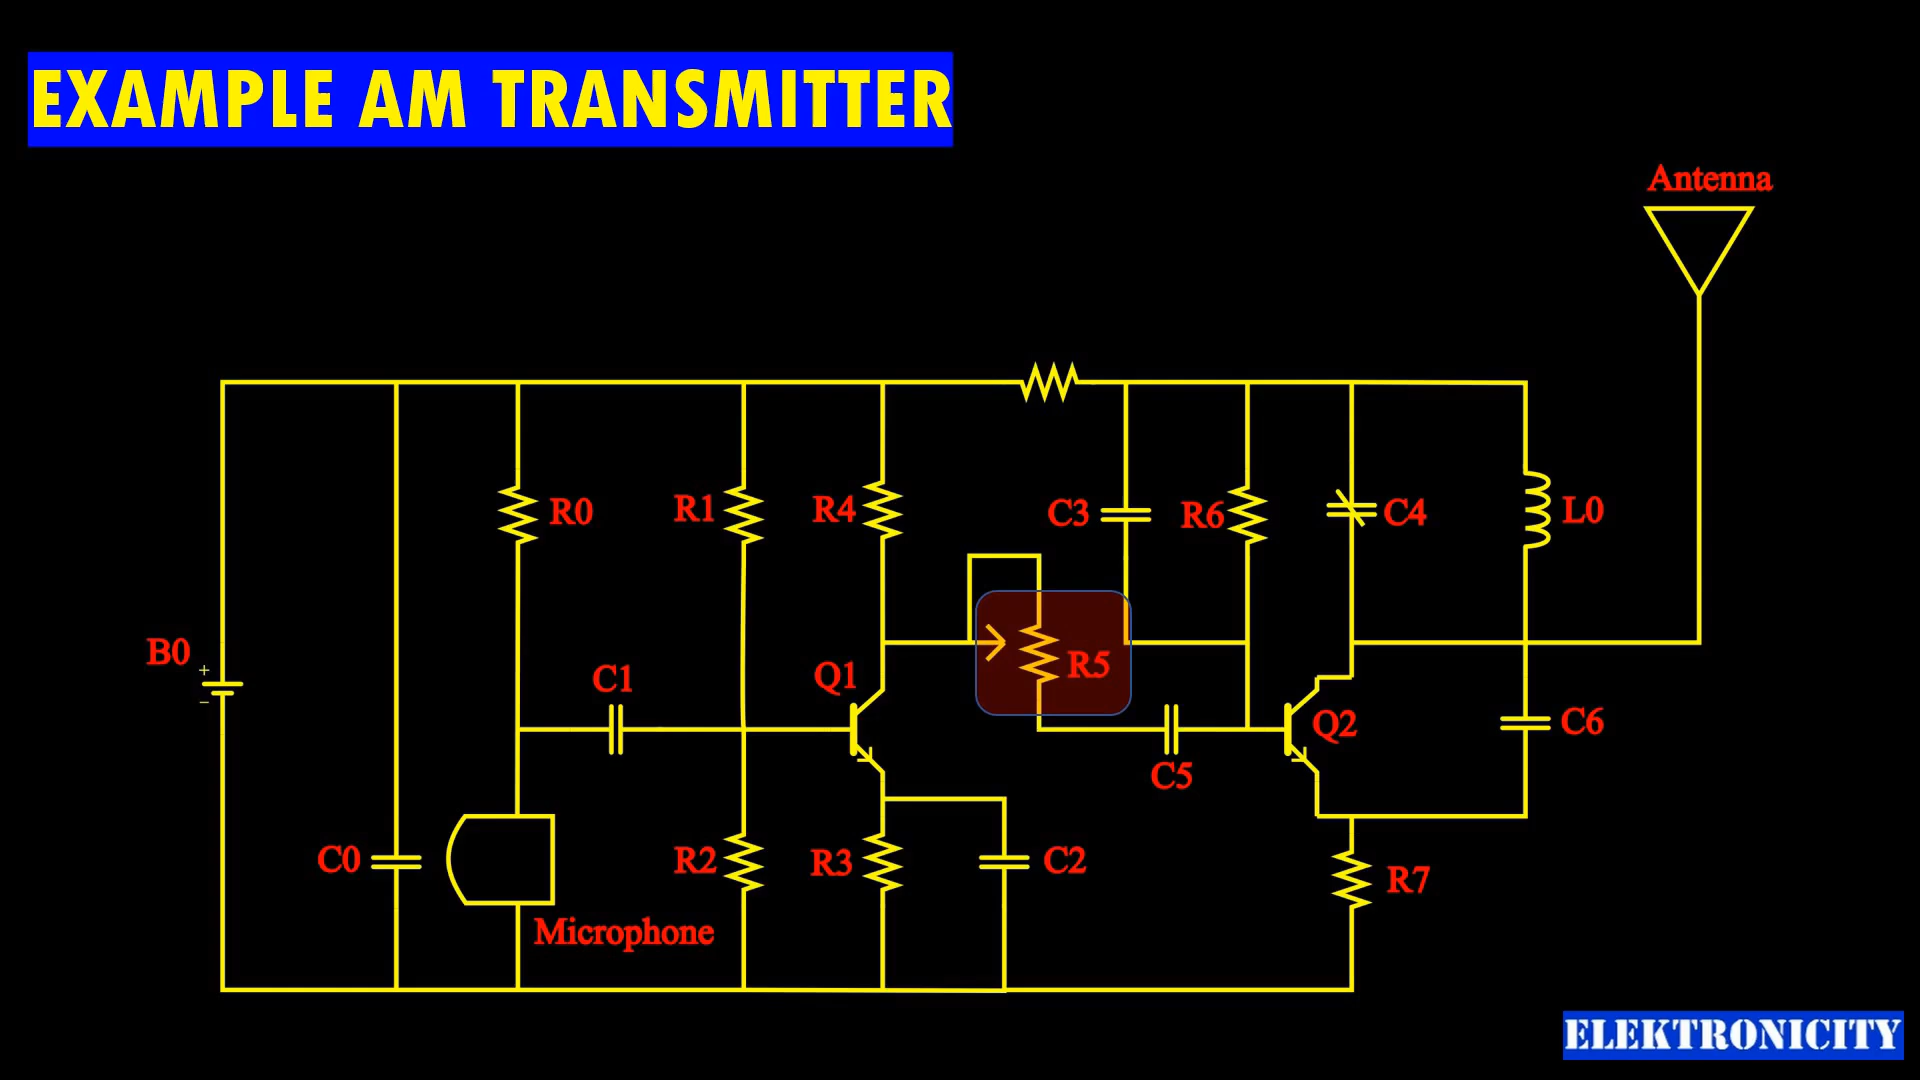 EXAMPLE AM TRANSMITTER
Antenna
R0
R1
R4
C3
R6
C4
L0
B0
+
−
C1
Q1
R5
Q2
C6
C5
C0
R2
R3
C2
R7
Microphone
ELEKTRONICITY